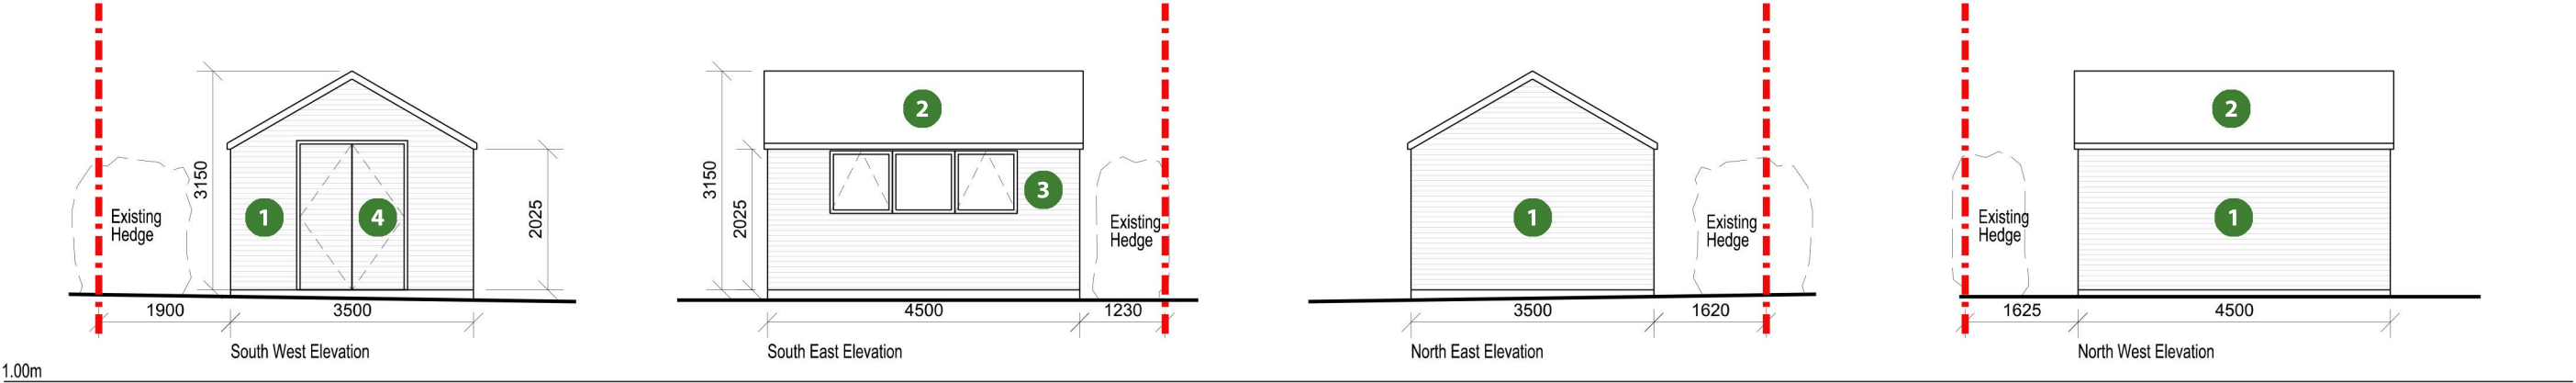 3150
1
4
2025
Existing
Hedge
1900
3500
South West Elevation
2
3150
2025
3
Existing
Hedge
4500
1230
South East Elevation
1
Existing
Hedge
3500
1620
North East Elevation
2
Existing
Hedge
1
1625
4500
North West Elevation
1.00m